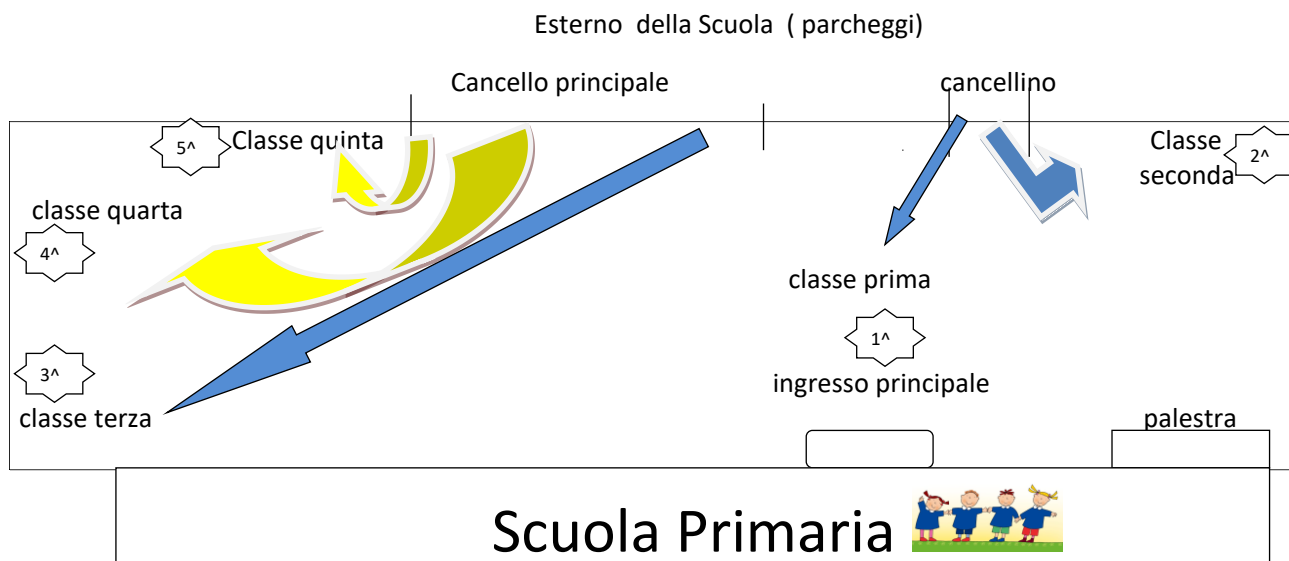 Esterno della Scuola ( parcheggi)
Cancello principale
cancellino
5^
Classe quinta
Classe
seconda
2^
classe quarta
4^
classe prima
1^
3^
ingresso principale
classe terza
palestra
Scuola Primaria